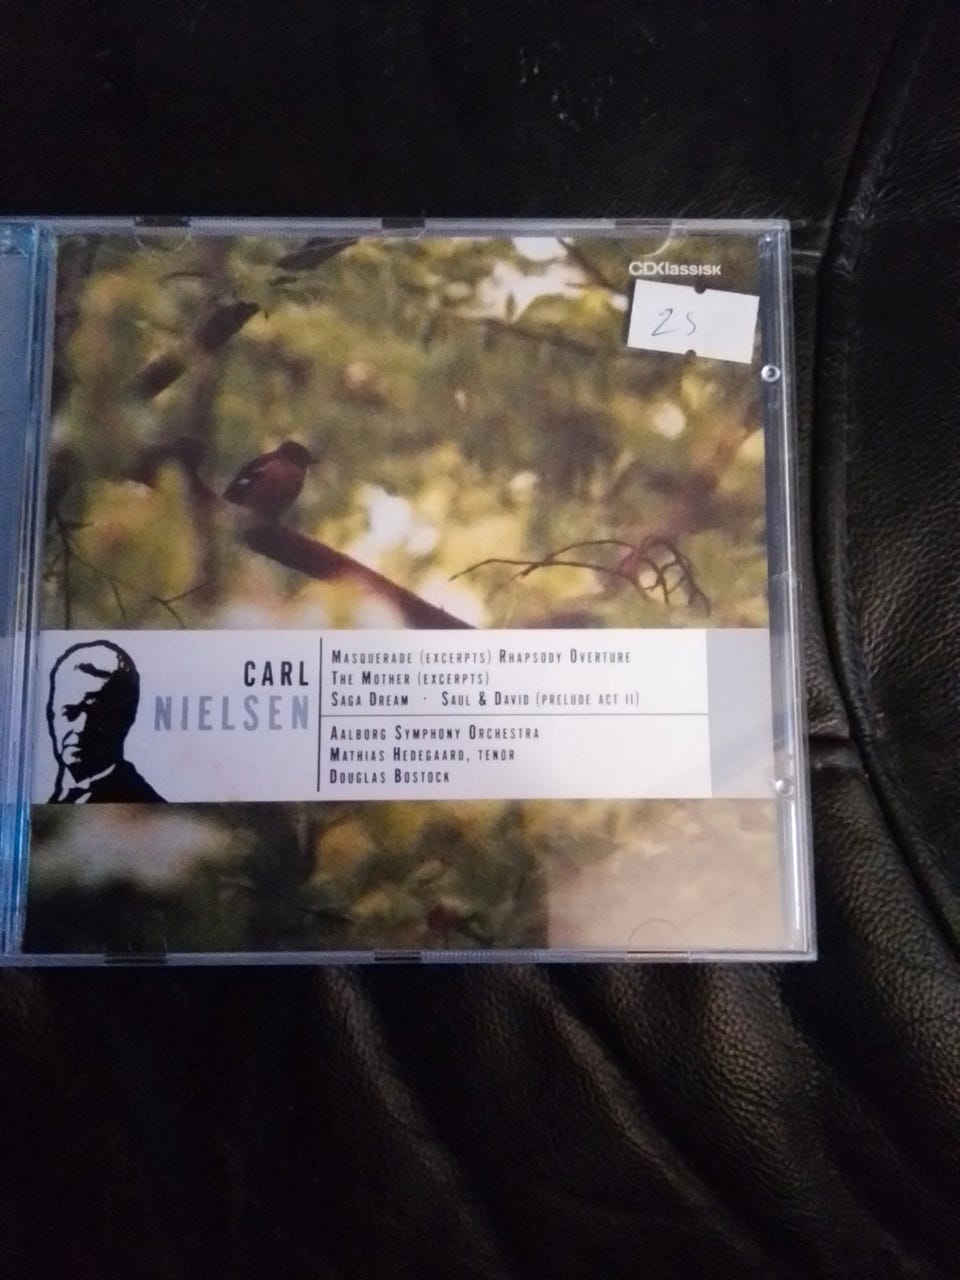 CDKlassisk
25
CARL
NIELSEN
Masquerade (excerpts) Rhapsody Overture
The Mother (excerpts)
Saga Dream · Saul & David (prelude act II)
Aalborg Symphony Orchestra
Mathias Hedegaard, tenor
Douglas Bostock